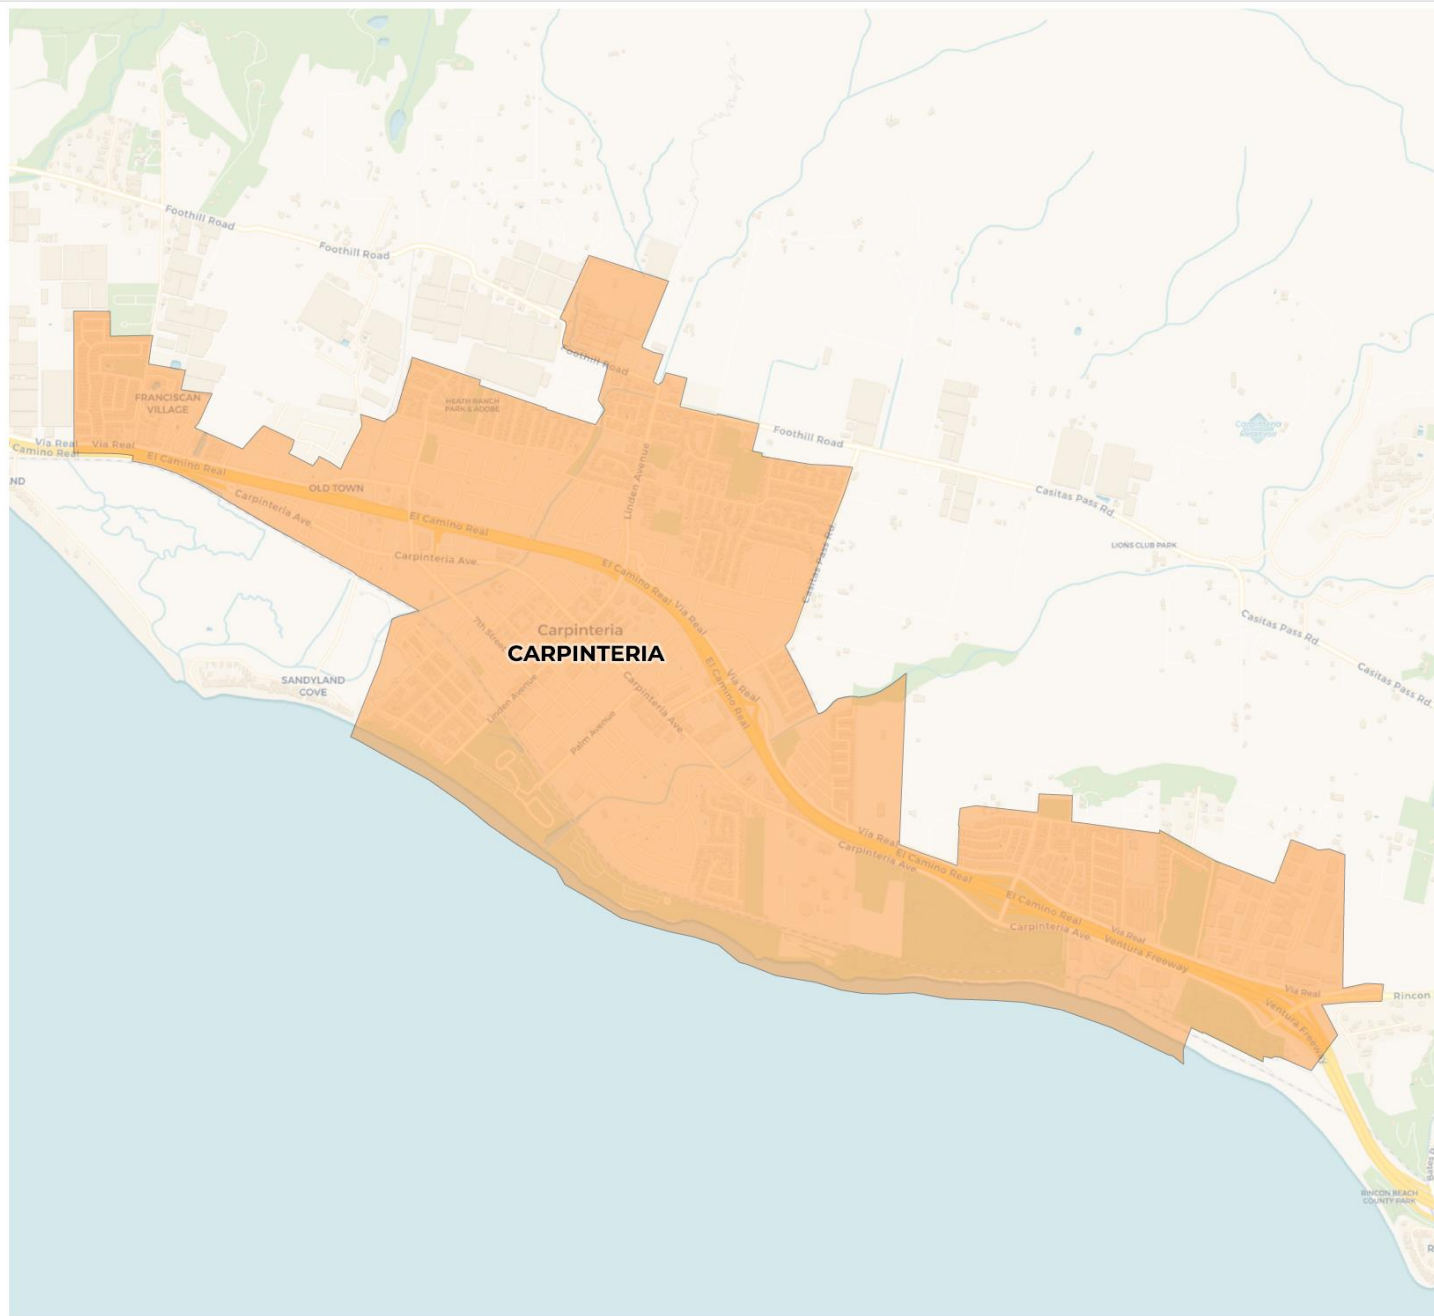 Foothill Road
Foothill Road
Foothill Road
HEATH RANCH
PARK & ADOBE
FRANCISCAN
VILLAGE
Via Real
Camino Real
Via Real
El Camino Real
Foothill Road
Linden Avenue
OLD TOWN
Carpinteria Ave
El Camino Real
Carpinteria Ave
Casitas Pass Rd
Casitas Pass Rd.
LIONS CLUB PARK
El Camino Real
Via Real
7th Street
Carpinteria
CARPINTERIA
Casitas Pass Rd.
Casitas Pass Rd.
SANDYLAND
COVE
Linden Avenue
Palm Avenue
Carpinteria Ave
El Camino Real
Via Real
Via Real
Carpinteria Ave
El Camino Real
El Camino Real
Carpinteria Ave
Via Real
Ventura Freeway
Via Real
Rincon
Ventura Freeway
RINCON BEACH
COUNTY PARK